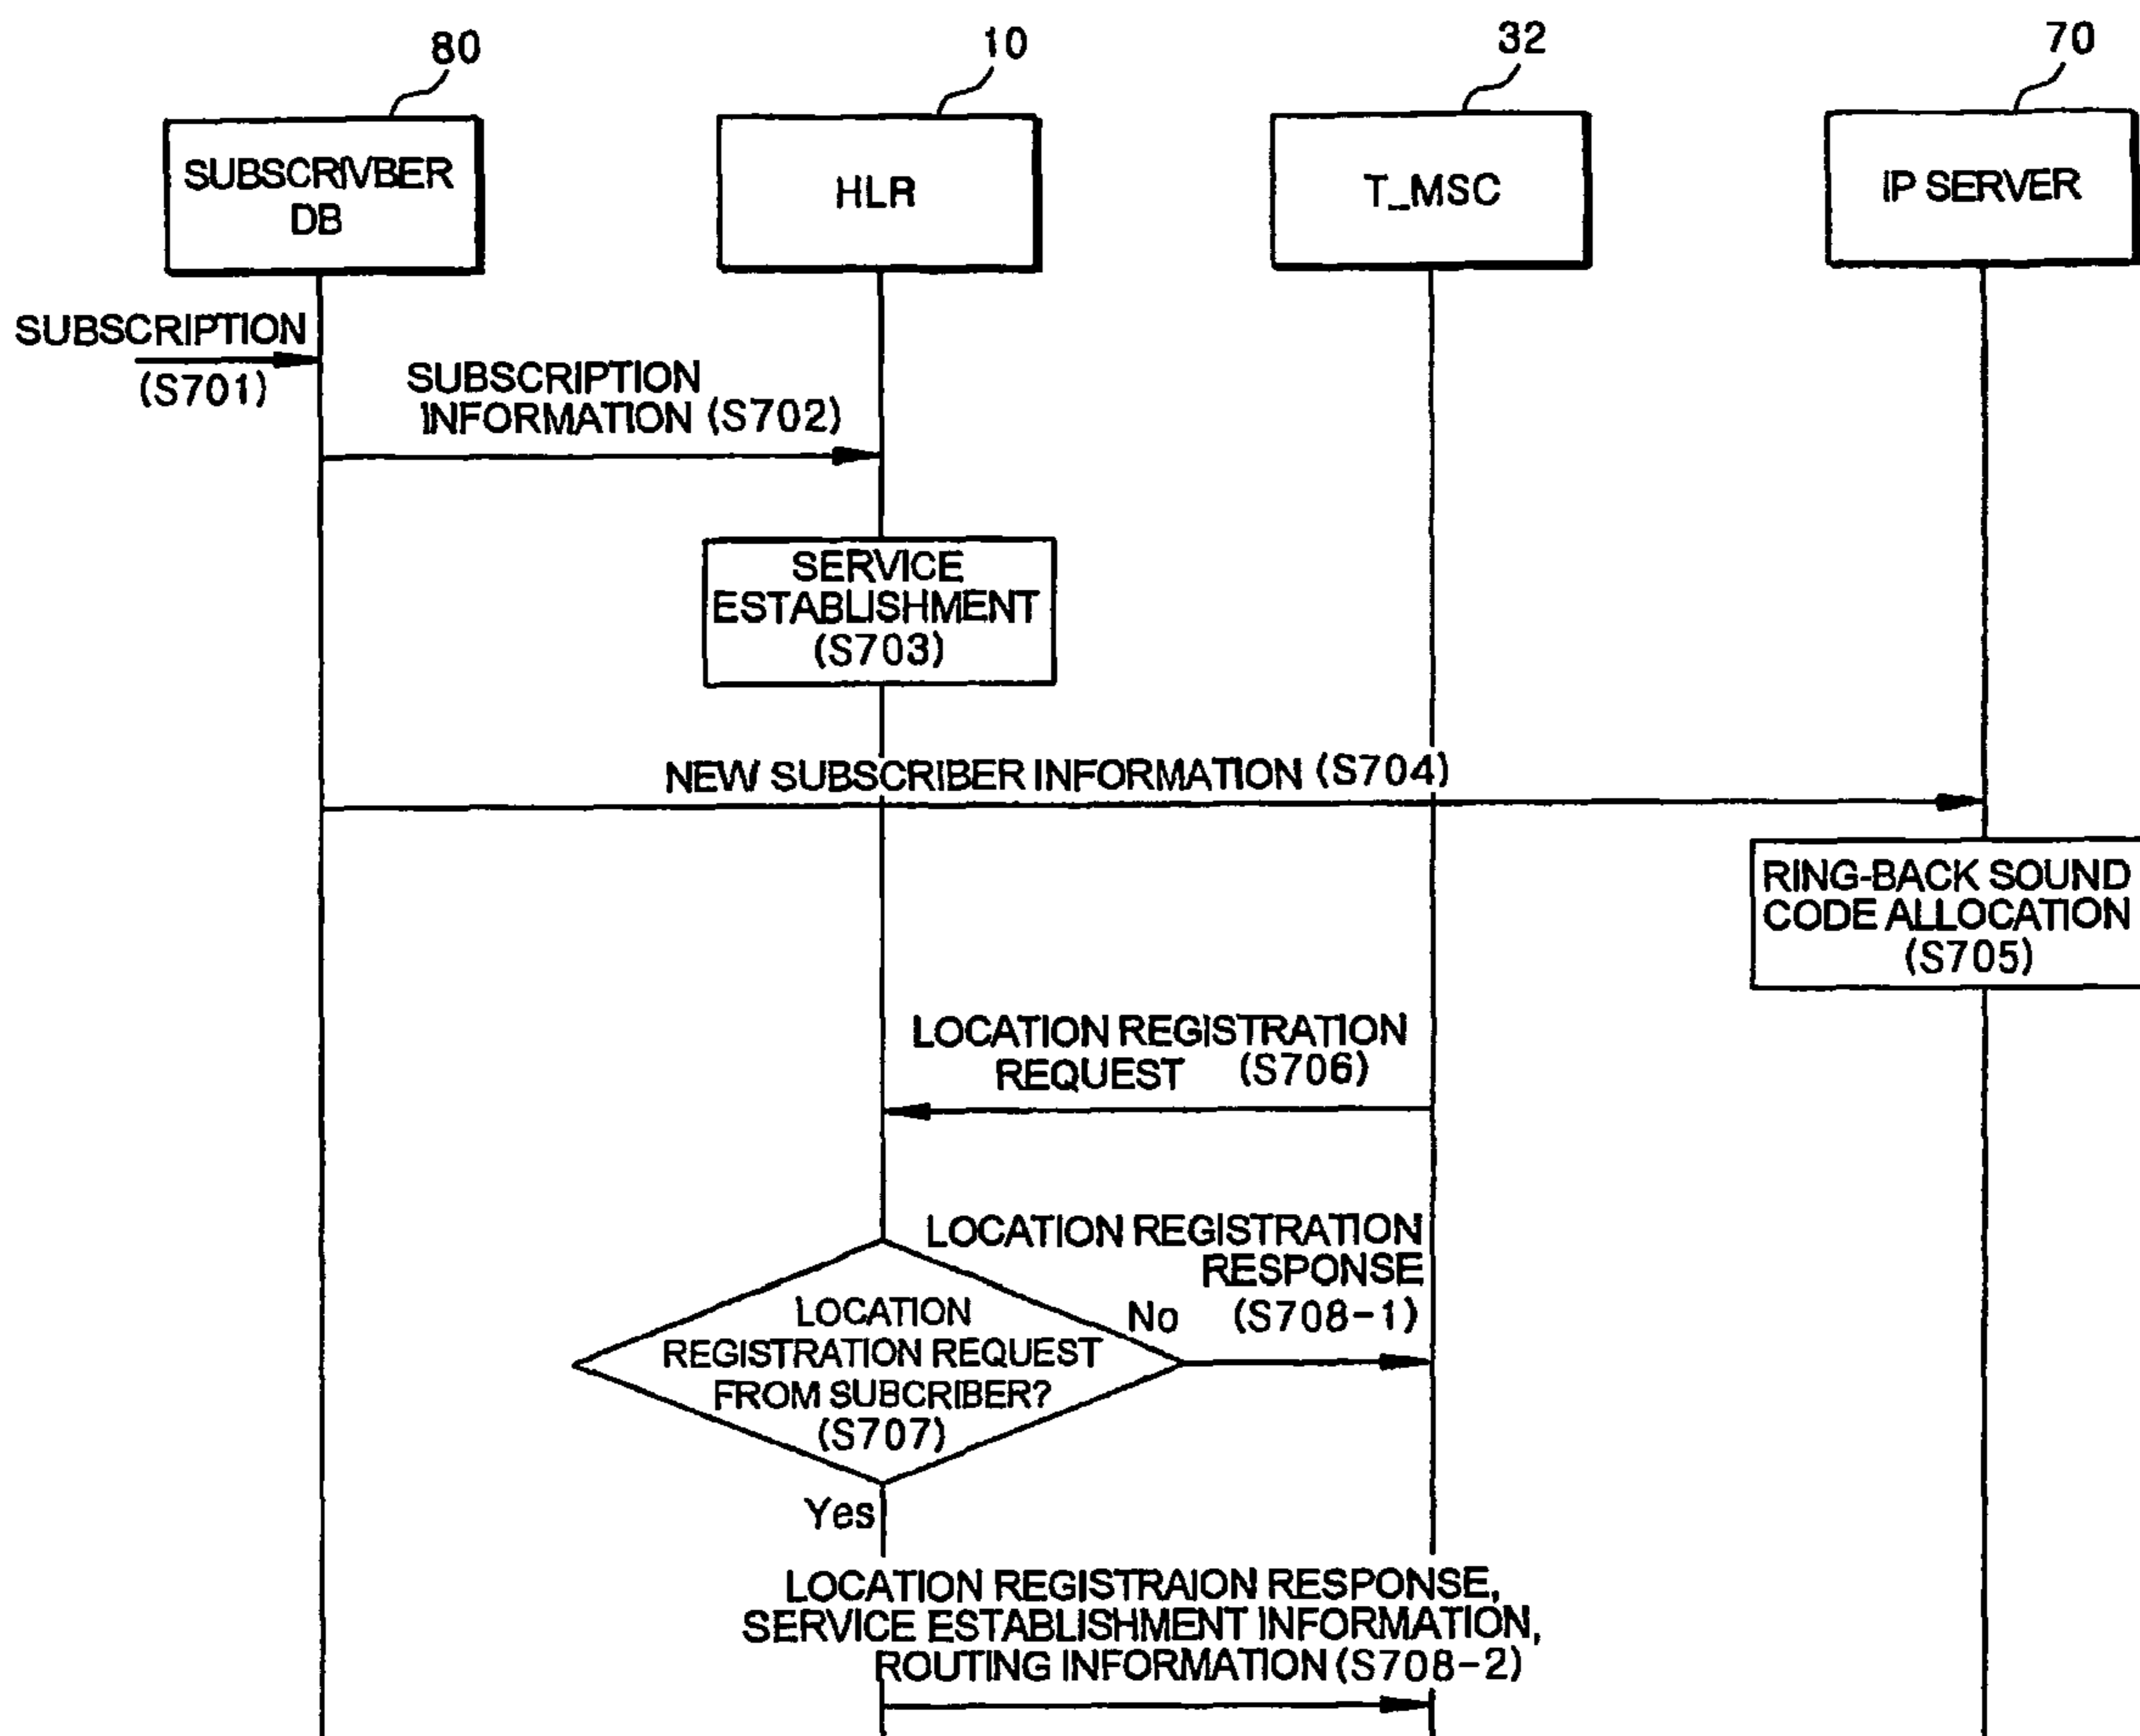 80
10
32
70
SUBSCRIVBER
DB
HLR
T_MSC
IP SERVER
SUBSCRIPTION
(S701)
SUBSCRIPTION
INFORMATION (S702)
SERVICE
ESTABLISHMENT
(S703)
NEW SUBSCRIBER INFORMATION (S704)
RING-BACK SOUND
CODE ALLOCATION
(S705)
LOCATION REGISTRATION
REQUEST (S706)
LOCATION REGISTRATION
RESPONSE
(S708-1)
No
LOCATION
REGISTRATION REQUEST
FROM SUBCRIBER?
(S707)
Yes
LOCATION REGISTRAION RESPONSE,
SERVICE ESTABLISHMENT INFORMATION,
ROUTING INFORMATION (S708-2)